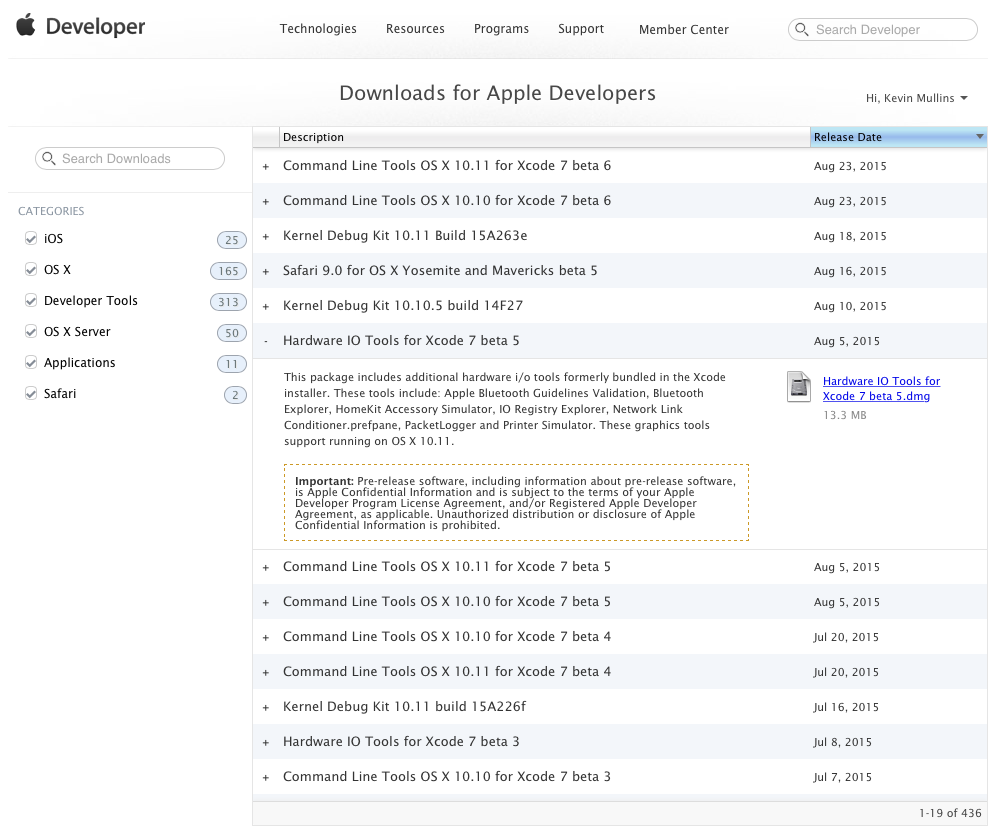 Developer
Technologies Resources Programs Support Member Center
Search Developer
Downloads for Apple Developers
Hi, Kevin Mullins
Search Downloads
CATEGORIES
iOS 25
OS X 165
Developer Tools 313
OS X Server 50
Applications 11
Safari 2
Description Release Date
+ Command Line Tools OS X 10.11 for Xcode 7 beta 6 Aug 23, 2015
+ Command Line Tools OS X 10.10 for Xcode 7 beta 6 Aug 23, 2015
+ Kernel Debug Kit 10.11 Build 15A263e Aug 18, 2015
+ Safari 9.0 for OS X Yosemite and Mavericks beta 5 Aug 16, 2015
+ Kernel Debug Kit 10.10.5 build 14F27 Aug 10, 2015
- Hardware IO Tools for Xcode 7 beta 5 Aug 5, 2015
This package includes additional hardware i/o tools formerly bundled in the Xcode
installer. These tools include: Apple Bluetooth Guidelines Validation, Bluetooth
Explorer, HomeKit Accessory Simulator, IO Registry Explorer, Network Link
Conditioner.prefpane, PacketLogger and Printer Simulator. These graphics tools
support running on OS X 10.11.
Hardware IO Tools for
Xcode 7 beta 5.dmg
13.3 MB
Important: Pre-release software, including information about pre-release software,
is Apple Confidential Information and is subject to the terms of your Apple
Developer Program License Agreement, and/or Registered Apple Developer
Agreement, as applicable. Unauthorized distribution or disclosure of Apple
Confidential Information is prohibited.
+ Command Line Tools OS X 10.11 for Xcode 7 beta 5 Aug 5, 2015
+ Command Line Tools OS X 10.10 for Xcode 7 beta 5 Aug 5, 2015
+ Command Line Tools OS X 10.10 for Xcode 7 beta 4 Jul 20, 2015
+ Command Line Tools OS X 10.11 for Xcode 7 beta 4 Jul 20, 2015
+ Kernel Debug Kit 10.11 build 15A226f Jul 16, 2015
+ Hardware IO Tools for Xcode 7 beta 3 Jul 8, 2015
+ Command Line Tools OS X 10.10 for Xcode 7 beta 3 Jul 7, 2015
1-19 of 436